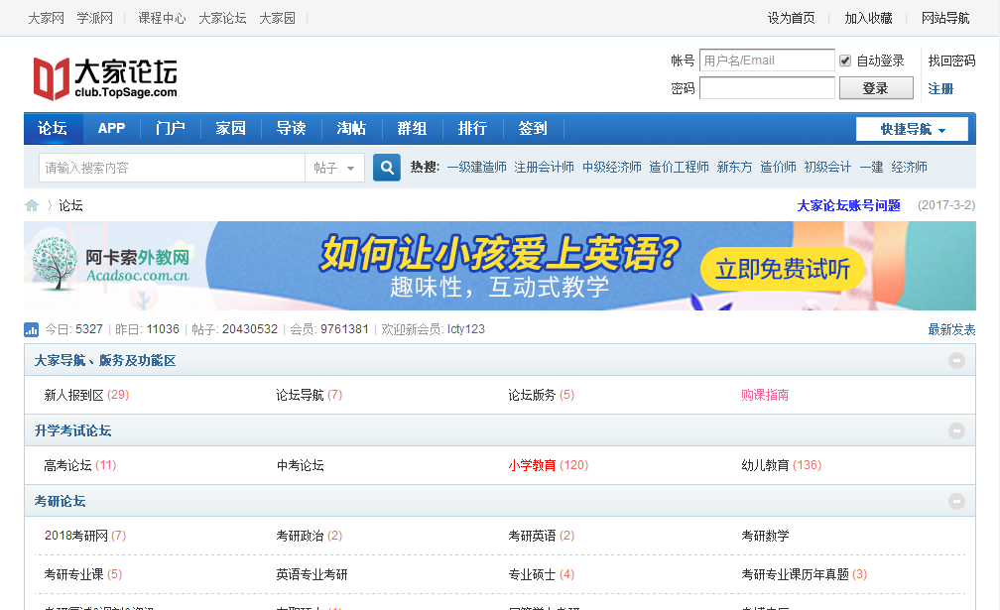 大家网 学派网 课程中心 大家论坛 大家园 设为首页 加入收藏 网站导航
大家论坛
club.TopSage.com
帐号 用户名/Email 自动登录 找回密码
密码 登录 注册
论坛 APP 门户 家园 导读 淘帖 群组 排行 签到 快捷导航
请输入搜索内容 帖子 热搜: 一级建造师 注册会计师 中级经济师 造价工程师 新东方 造价师 初级会计 一建 经济师
论坛 大家论坛账号问题 (2017-3-2)
阿卡索外教网
Acadsoc.com.cn
如何让小孩爱上英语?
趣味性，互动式教学
立即免费试听
今日: 5327 | 昨日: 11036 | 帖子: 20430532 | 会员: 9761381 | 欢迎新会员: lcty123 最新发表
大家导航、版务及功能区
新人报到区 (29) 论坛导航 (7) 论坛版务 (5) 购课指南
升学考试论坛
高考论坛 (11) 中考论坛 小学教育 (120) 幼儿教育 (136)
考研论坛
2018考研网 (7) 考研政治 (2) 考研英语 (2) 考研数学
考研专业课 (5) 英语专业考研 专业硕士 (4) 考研专业课历年真题 (3)